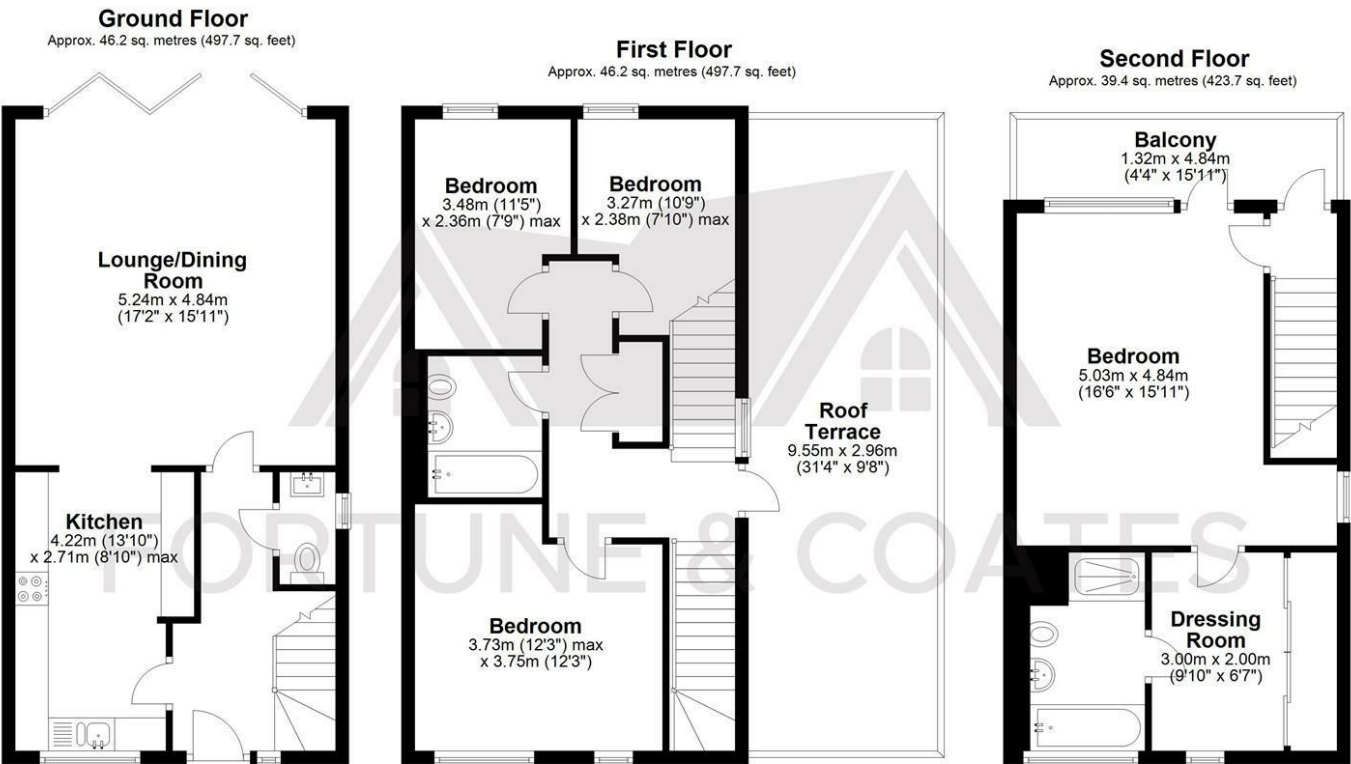 Ground Floor
Approx. 46.2 sq. metres (497.7 sq. feet)
Lounge/Dining
Room
5.24m x 4.84m
(17'2" x 15'11")
Kitchen
4.22m (13'10")
x 2.71m (8'10") max
First Floor
Approx. 46.2 sq. metres (497.7 sq. feet)
Bedroom
3.48m (11'5")
x 2.36m (7'9") max
Bedroom
3.27m (10'9")
x 2.38m (7'10") max
Roof
Terrace
9.55m x 2.96m
(31'4" x 9'8")
Bedroom
3.73m (12'3") max
x 3.75m (12'3")
Second Floor
Approx. 39.4 sq. metres (423.7 sq. feet)
Balcony
1.32m x 4.84m
(4'4" x 15'11")
Bedroom
5.03m x 4.84m
(16'6" x 15'11")
Dressing
Room
3.00m x 2.00m
(9'10" x 6'7")
FORTUNE & COATES